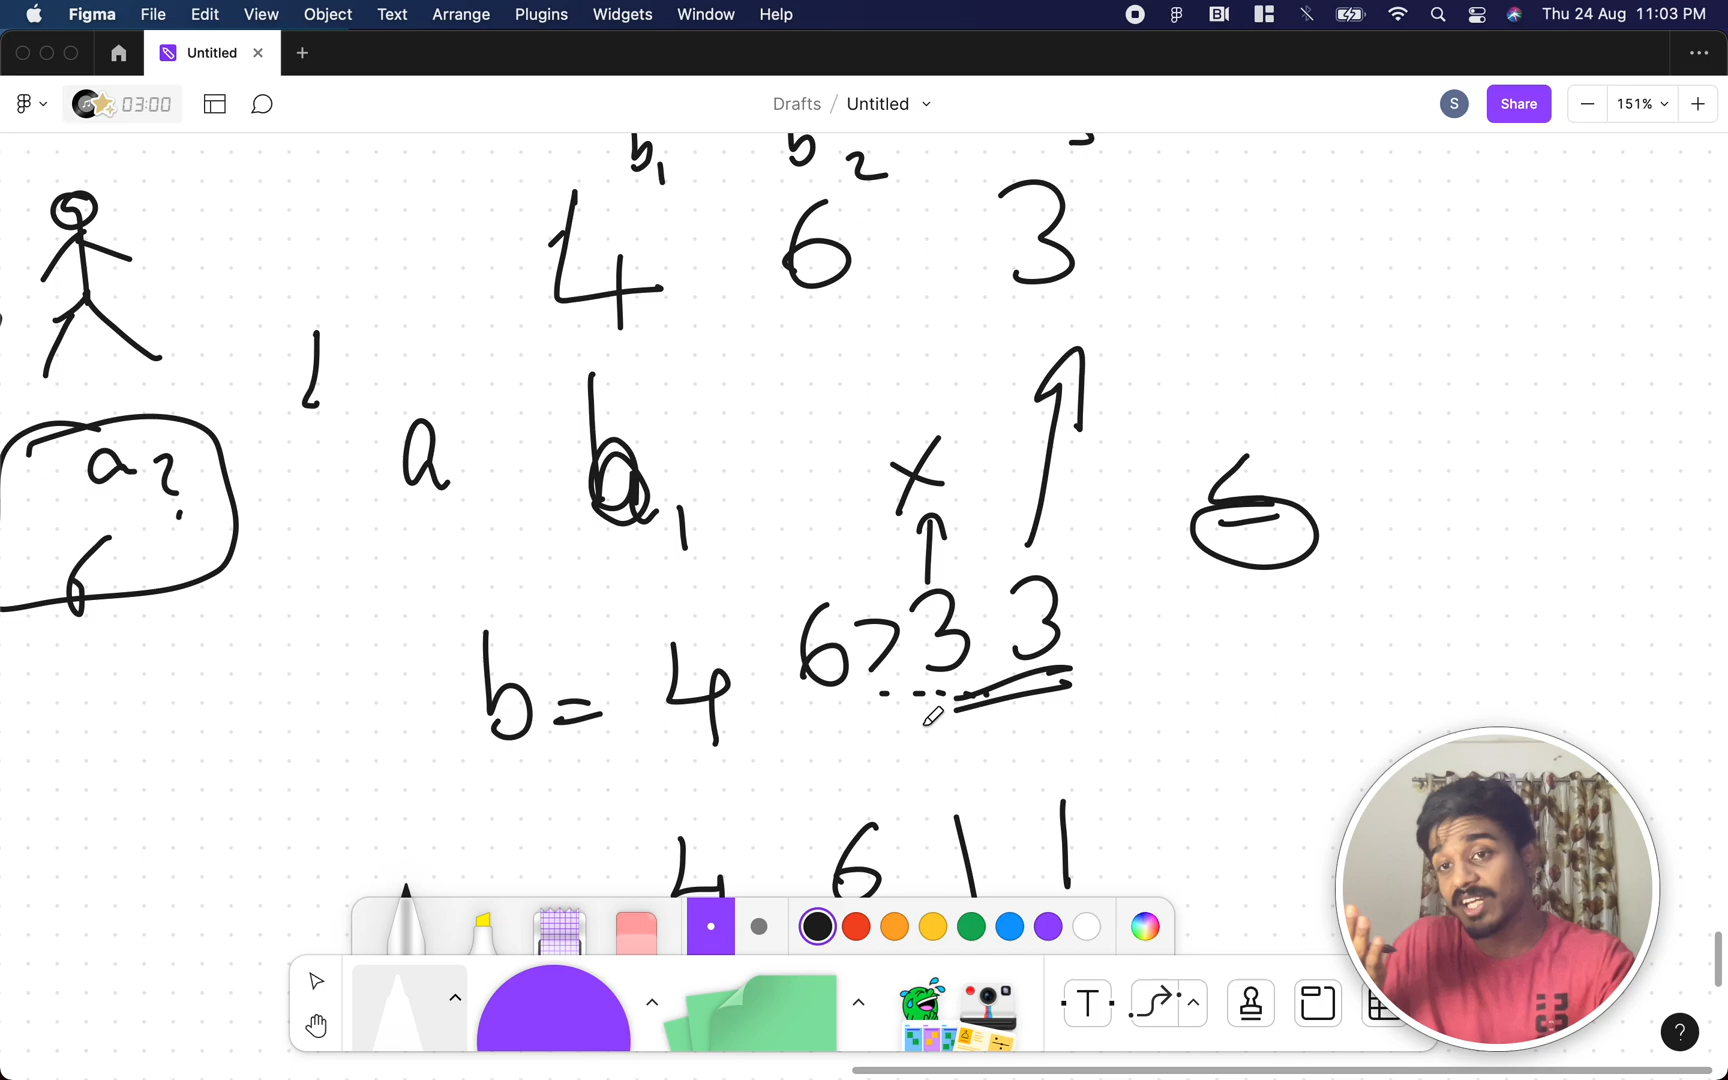 Figma File Edit View Object Text Arrange Plugins Widgets Window Help Thu 24 Aug 11:03 PM
Untitled
03:00 Drafts / Untitled S Share 151%
b1 b2
4 6 3
1
a b 1 x
a?
6>3 3
b = 4
4 6 1 1
T
?